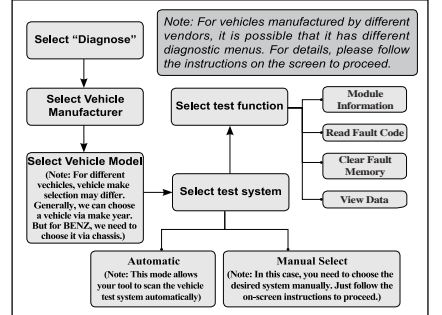 Note: For vehicles manufactured by different
vendors, it is possible that it has different
diagnostic menus. For details, please follow
the instructions on the screen to proceed.
Select “Diagnose”
Select Vehicle
Manufacturer
Select Vehicle Model
(Note: For different
vechicles, vehicle make
selection may differ.
Generally, we can choose
a vehicle via make year.
But for BENZ, we need to
choose it via chassis.)
Select test system
Select test function
Module
Information
Read Fault Code
Clear Fault
Memory
View Data
Automatic
(Note: This mode allows
your tool to scan the vehicle
test system automatically)
Manual Select
(Note: In this case, you need to choose the
desired system manually. Just follow the
on-screen instructions to proceed.)